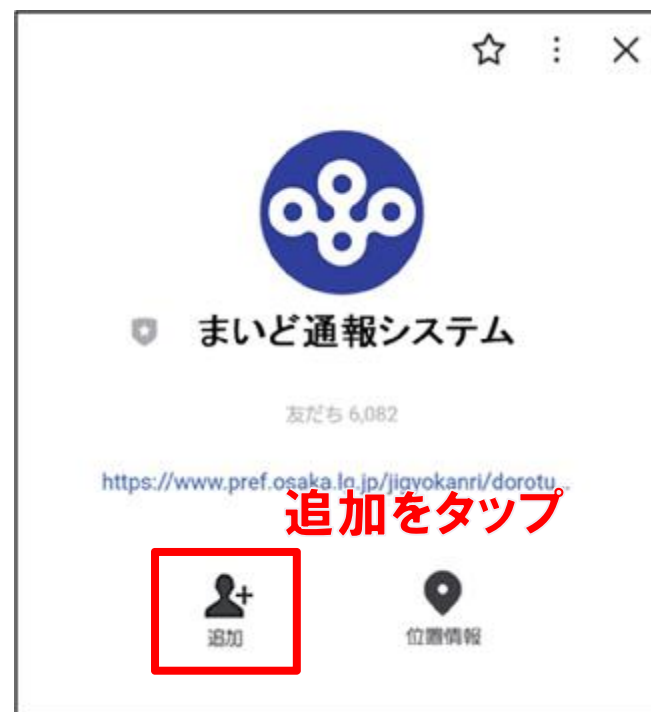 まいど通報システム
友だち 6,082
https://www.pref.osaka.lg.jp/jigyokanri/dorotu...
追加をタップ
追加
位置情報